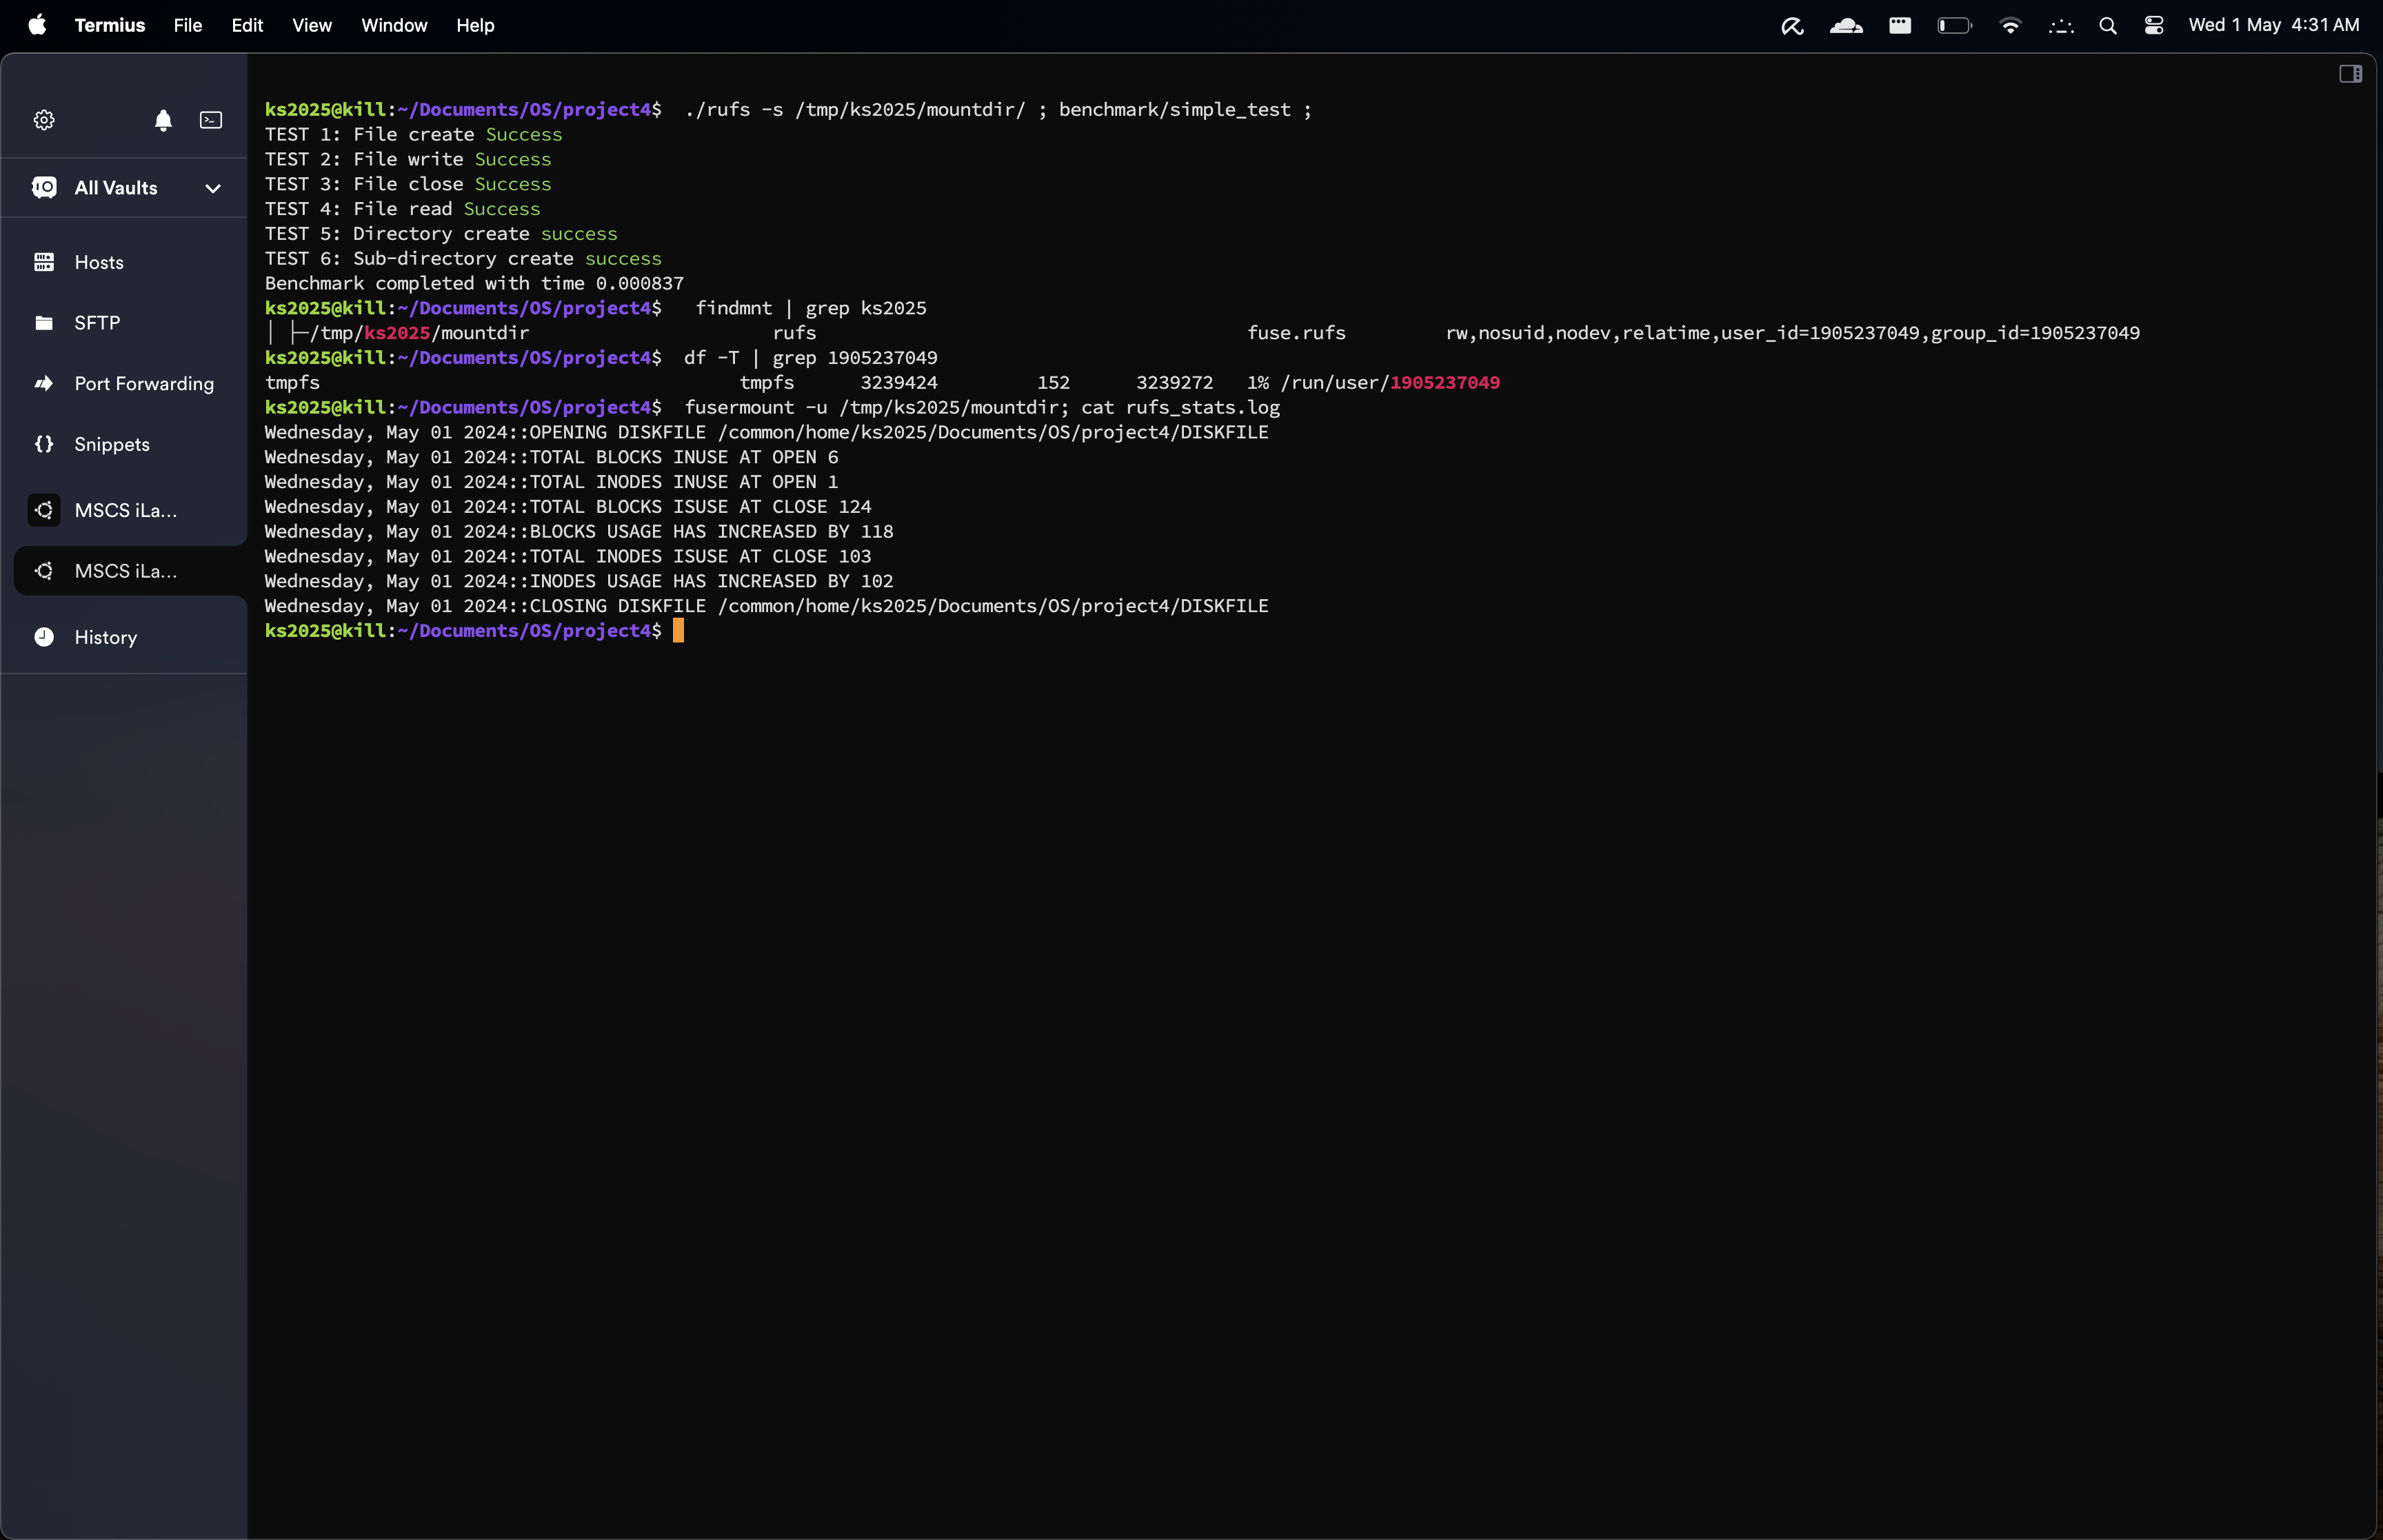 Termius File Edit View Window Help Wed 1 May 4:31 AM
All Vaults
Hosts
SFTP
Port Forwarding
Snippets
MSCS iLa...
MSCS iLa...
History
ks2025@kill:~/Documents/OS/project4$ ./rufs -s /tmp/ks2025/mountdir/ ; benchmark/simple_test ;
TEST 1: File create Success
TEST 2: File write Success
TEST 3: File close Success
TEST 4: File read Success
TEST 5: Directory create success
TEST 6: Sub-directory create success
Benchmark completed with time 0.000837
ks2025@kill:~/Documents/OS/project4$ findmnt | grep ks2025
│ ├─/tmp/ks2025/mountdir rufs fuse.rufs rw,nosuid,nodev,relatime,user_id=1905237049,group_id=1905237049
ks2025@kill:~/Documents/OS/project4$ df -T | grep 1905237049
tmpfs tmpfs 3239424 152 3239272 1% /run/user/1905237049
ks2025@kill:~/Documents/OS/project4$ fusermount -u /tmp/ks2025/mountdir; cat rufs_stats.log
Wednesday, May 01 2024::OPENING DISKFILE /common/home/ks2025/Documents/OS/project4/DISKFILE
Wednesday, May 01 2024::TOTAL BLOCKS INUSE AT OPEN 6
Wednesday, May 01 2024::TOTAL INODES INUSE AT OPEN 1
Wednesday, May 01 2024::TOTAL BLOCKS ISUSE AT CLOSE 124
Wednesday, May 01 2024::BLOCKS USAGE HAS INCREASED BY 118
Wednesday, May 01 2024::TOTAL INODES ISUSE AT CLOSE 103
Wednesday, May 01 2024::INODES USAGE HAS INCREASED BY 102
Wednesday, May 01 2024::CLOSING DISKFILE /common/home/ks2025/Documents/OS/project4/DISKFILE
ks2025@kill:~/Documents/OS/project4$